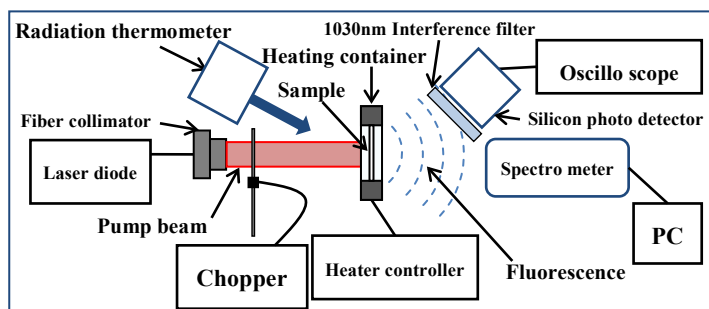 Radiation thermometer
1030nm Interference filter
Heating container
Oscillo scope
Sample
Silicon photo detector
Fiber collimator
Laser diode
Spectro meter
Pump beam
Chopper
Heater controller
Fluorescence
PC